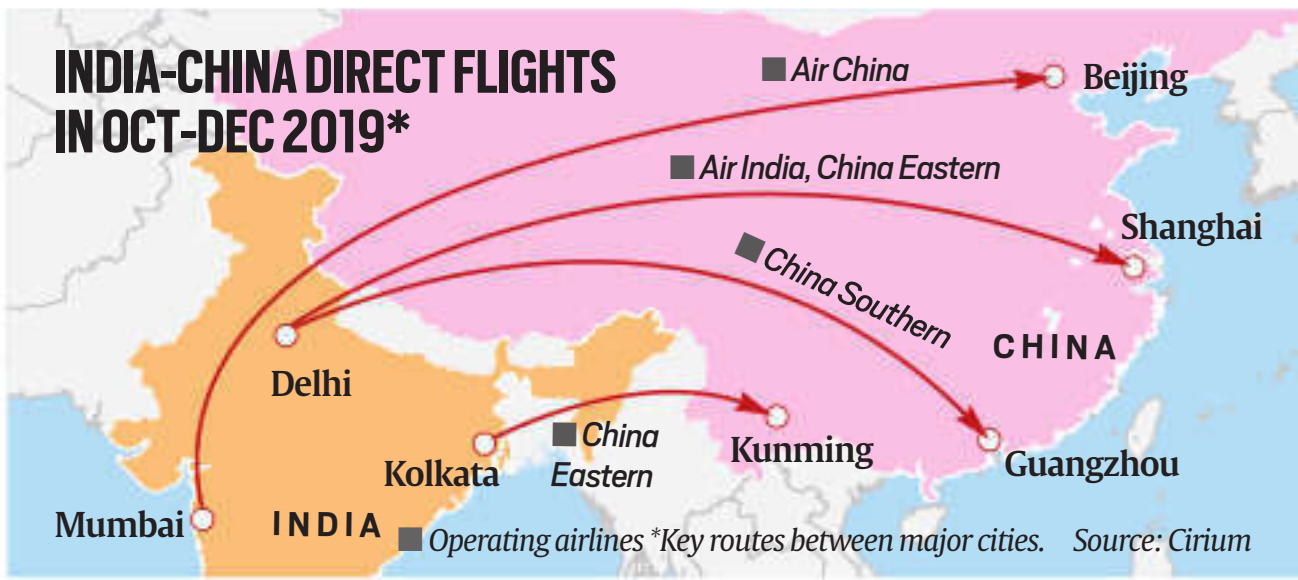 INDIA-CHINA DIRECT FLIGHTS
IN OCT-DEC 2019*
Air China
Beijing
Air India, China Eastern
Shanghai
China Southern
CHINA
Delhi
China
Eastern
Kunming
Kolkata
Guangzhou
Mumbai
INDIA
Operating airlines *Key routes between major cities. Source: Cirium